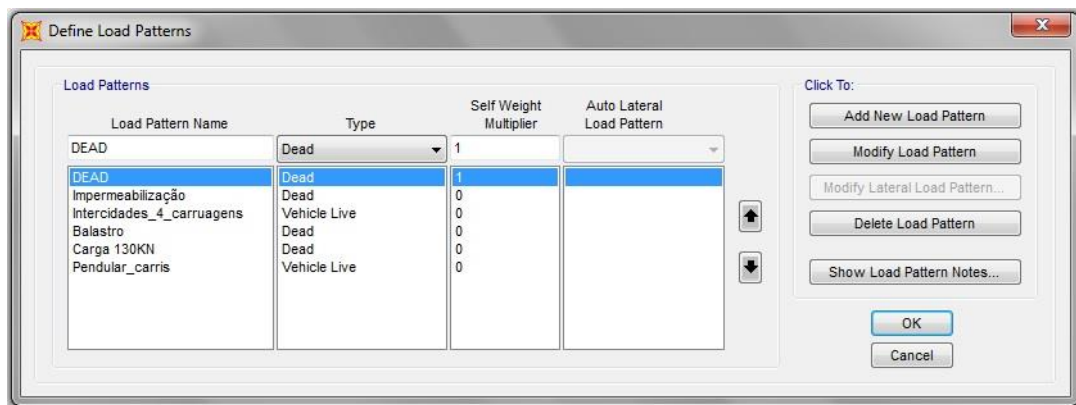 Define Load Patterns
Load Patterns
Click To:
Load Pattern Name Type Self Weight Multiplier Auto Lateral Load Pattern
DEAD Dead 1
DEAD Dead 1
Impermeabilização Dead 0
Intercidades_4_carruagens Vehicle Live 0
Balastro Dead 0
Carga 130KN Dead 0
Pendular_carris Vehicle Live 0
Add New Load Pattern
Modify Load Pattern
Modify Lateral Load Pattern...
Delete Load Pattern
Show Load Pattern Notes...
OK
Cancel